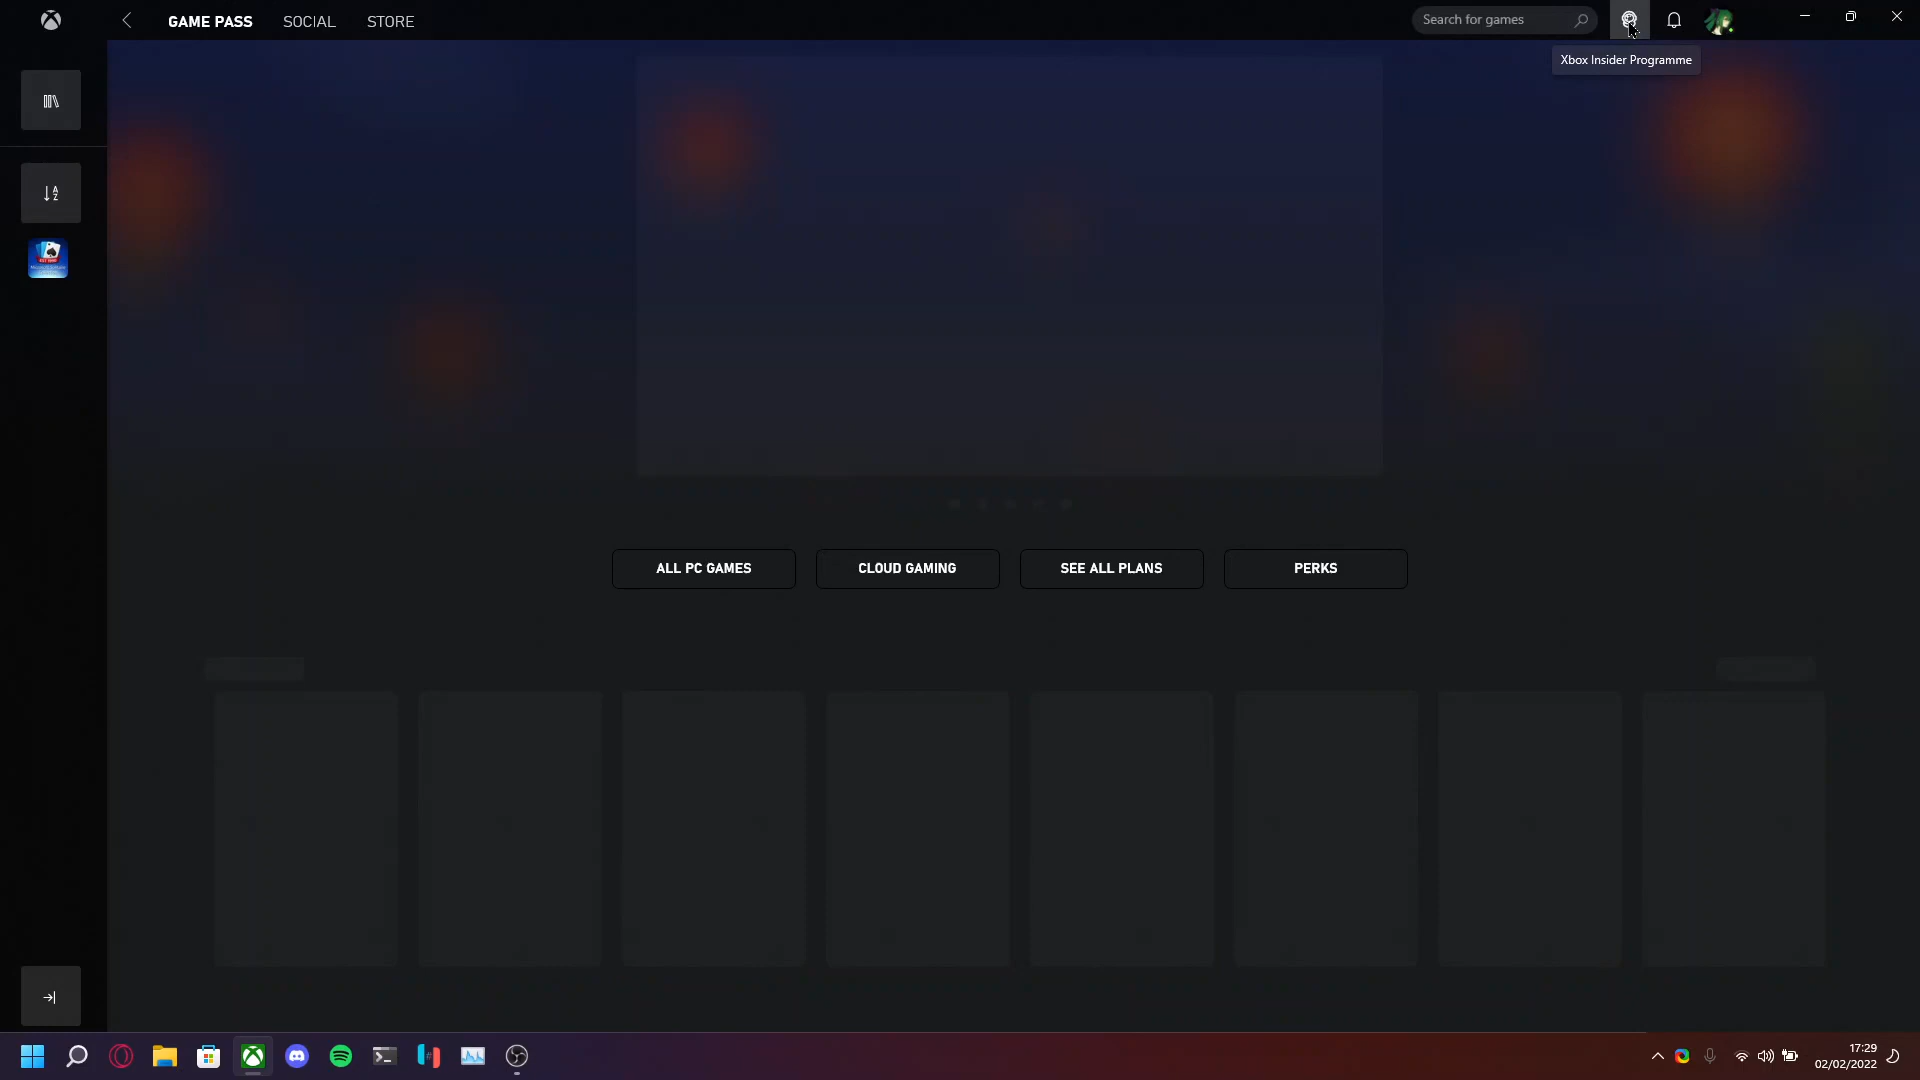 GAME PASS SOCIAL STORE Search for games
Xbox Insider Programme
A
Z
ALL PC GAMES CLOUD GAMING SEE ALL PLANS PERKS
17:29
02/02/2022